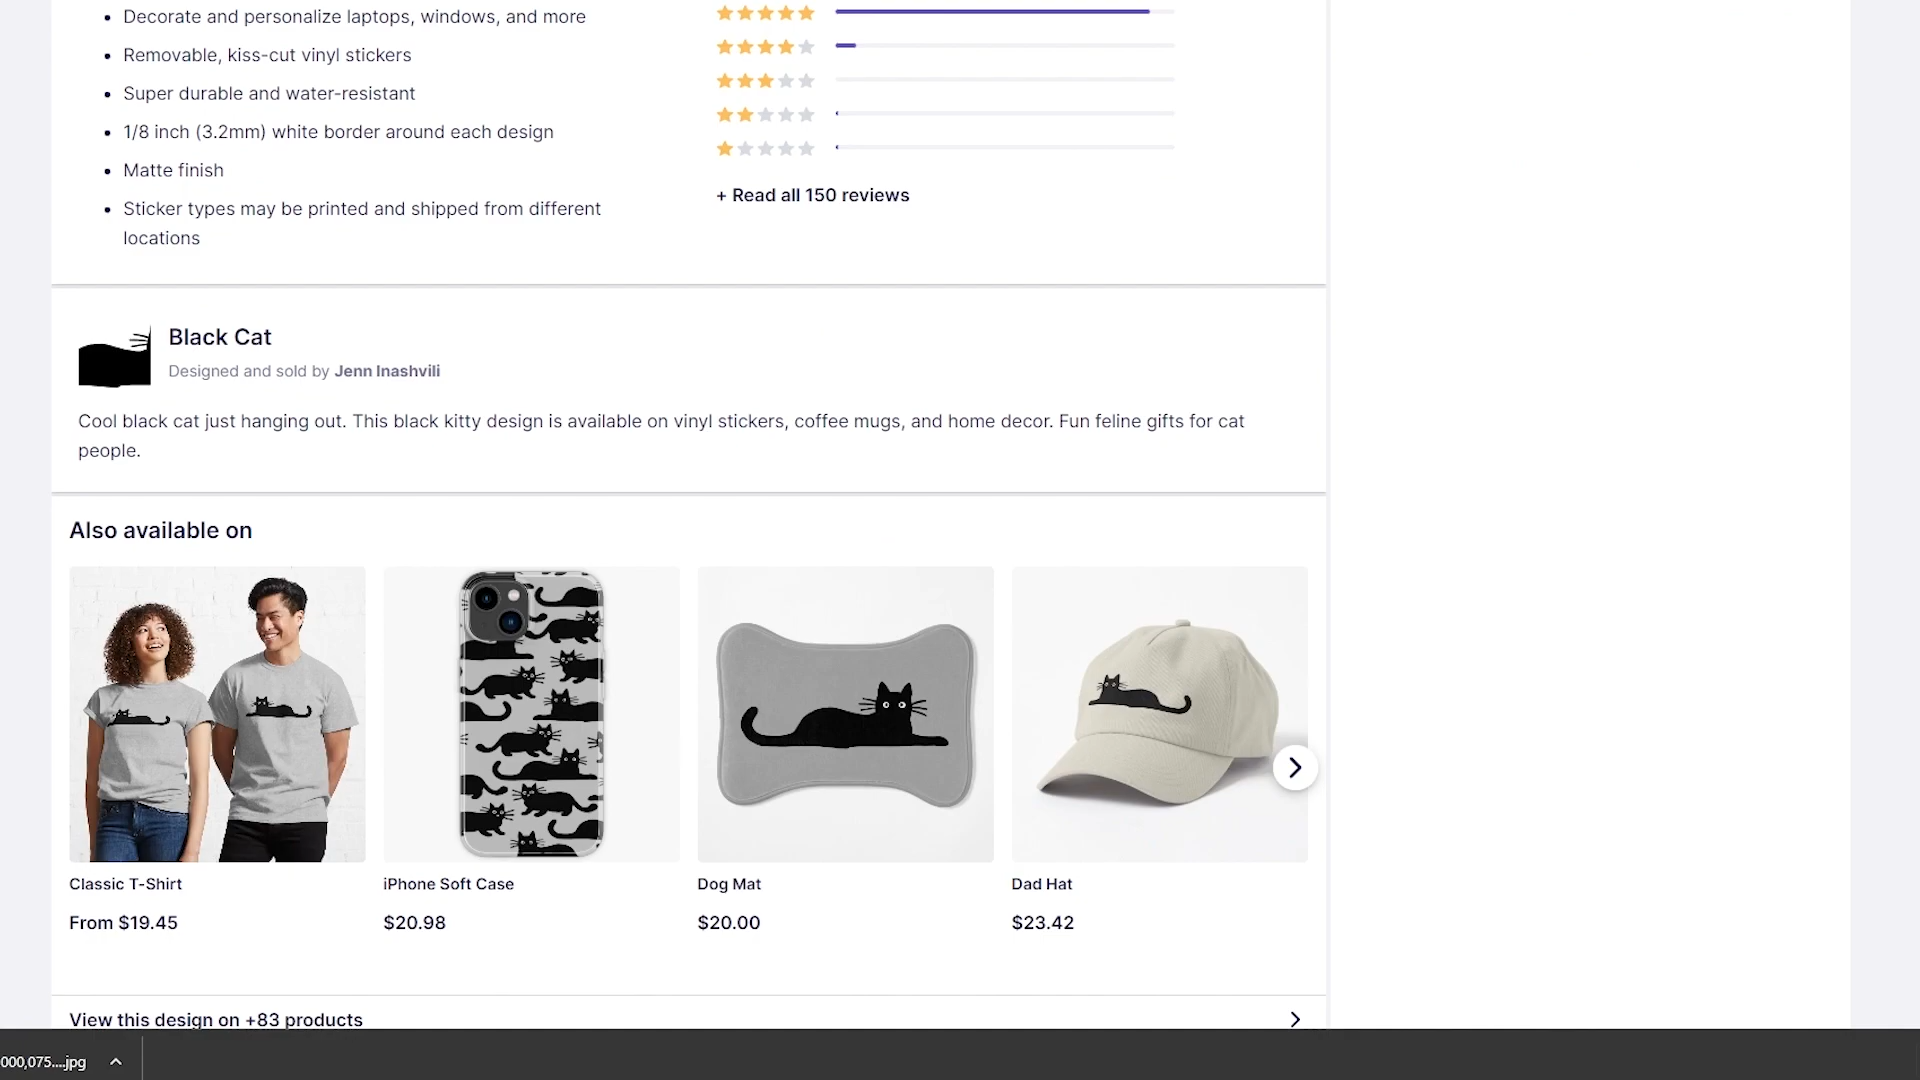 Decorate and personalize laptops, windows, and more
Removable, kiss-cut vinyl stickers
Super durable and water-resistant
1/8 inch (3.2mm) white border around each design
Matte finish
Sticker types may be printed and shipped from different
locations
+ Read all 150 reviews
Black Cat
Designed and sold by Jenn Inashvili
Cool black cat just hanging out. This black kitty design is available on vinyl stickers, coffee mugs, and home decor. Fun feline gifts for cat
people.
Also available on
Classic T-Shirt
From $19.45
iPhone Soft Case
$20.98
Dog Mat
$20.00
Dad Hat
$23.42
View this design on +83 products
000,075....jpg